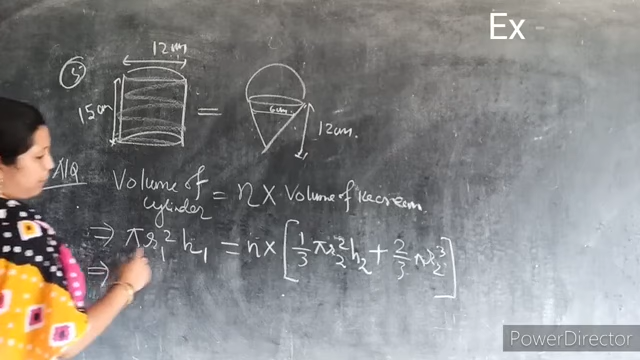 Ex -
5
12cm
15cm
=
6cm
12cm.
A/Q
Volume of Cylinder = n × Volume of Icecream
⇒ πr₁²h₁ = n × [1/3 πr₂²h₂ + 2/3 πr₂³]
⇒
PowerDirector